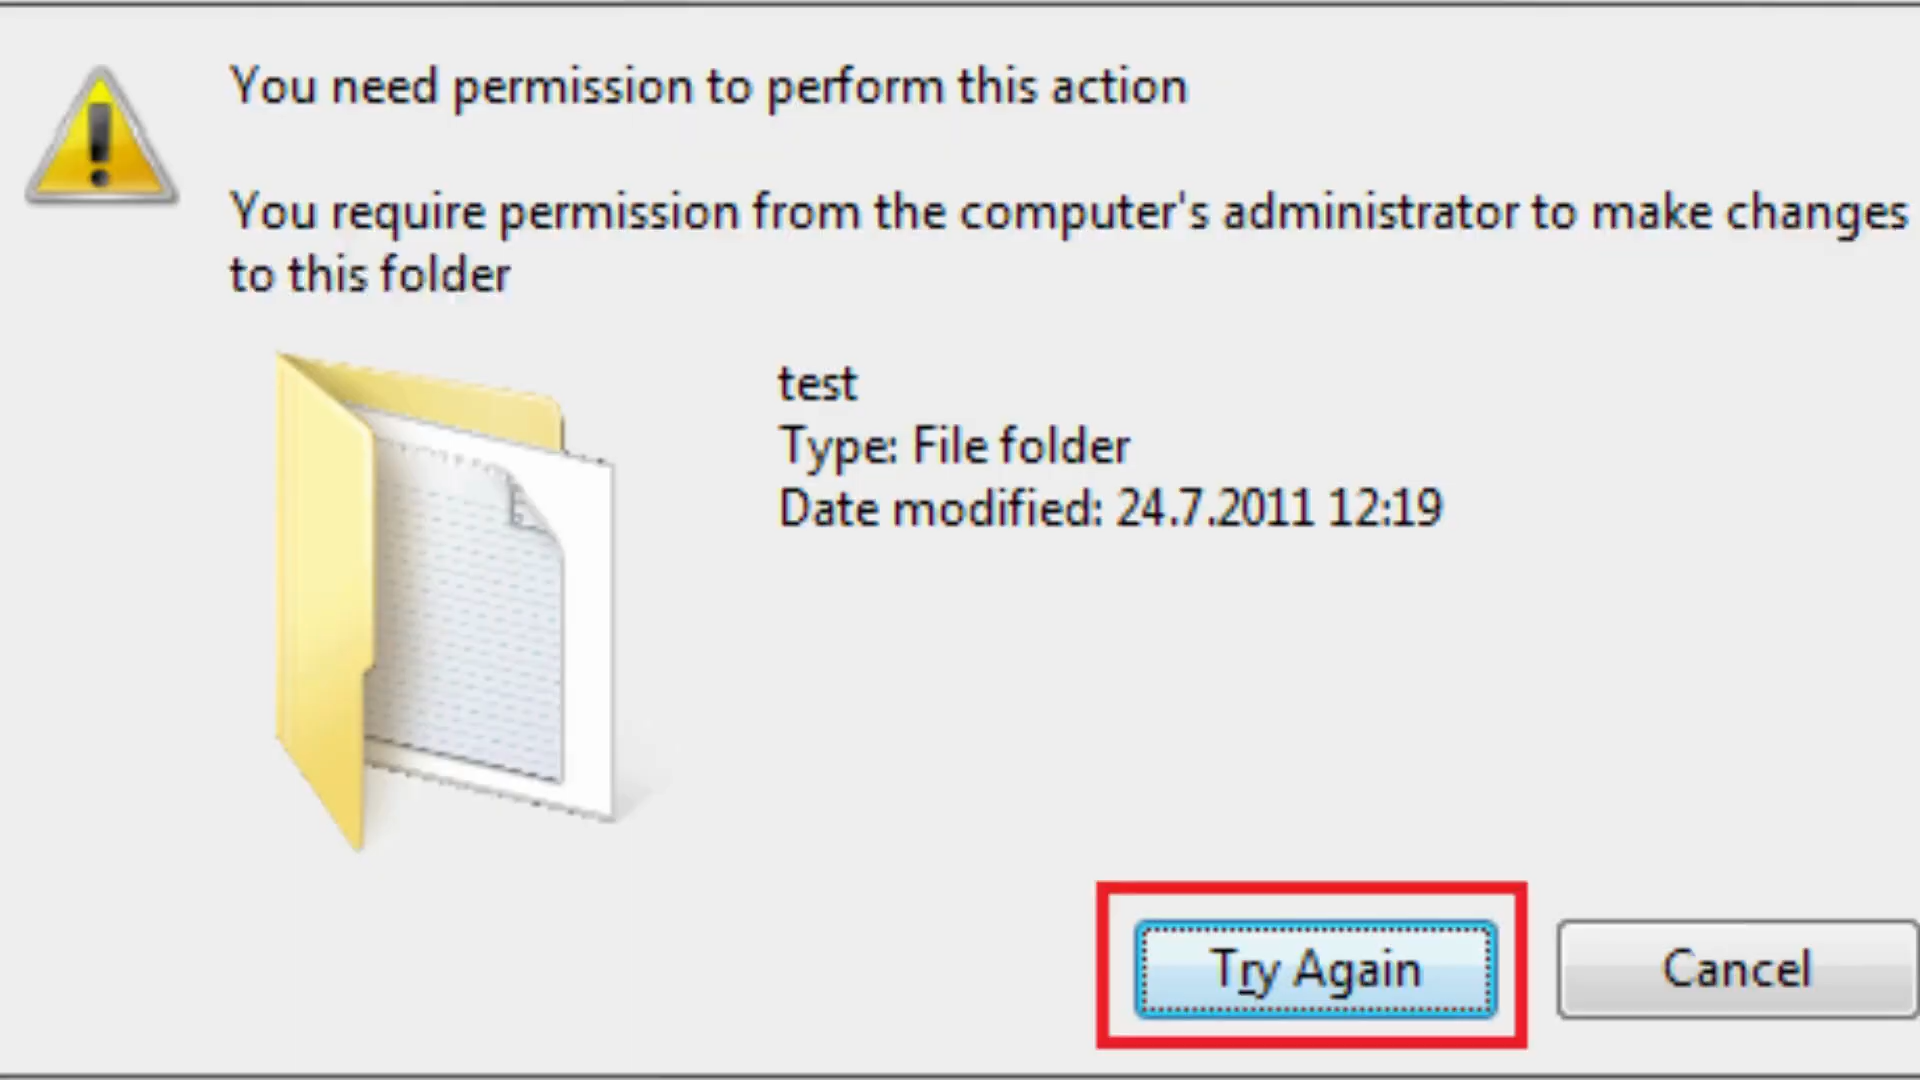 You need permission to perform this action
You require permission from the computer's administrator to make changes
to this folder
test
Type: File folder
Date modified: 24.7.2011 12:19
Try Again
Cancel